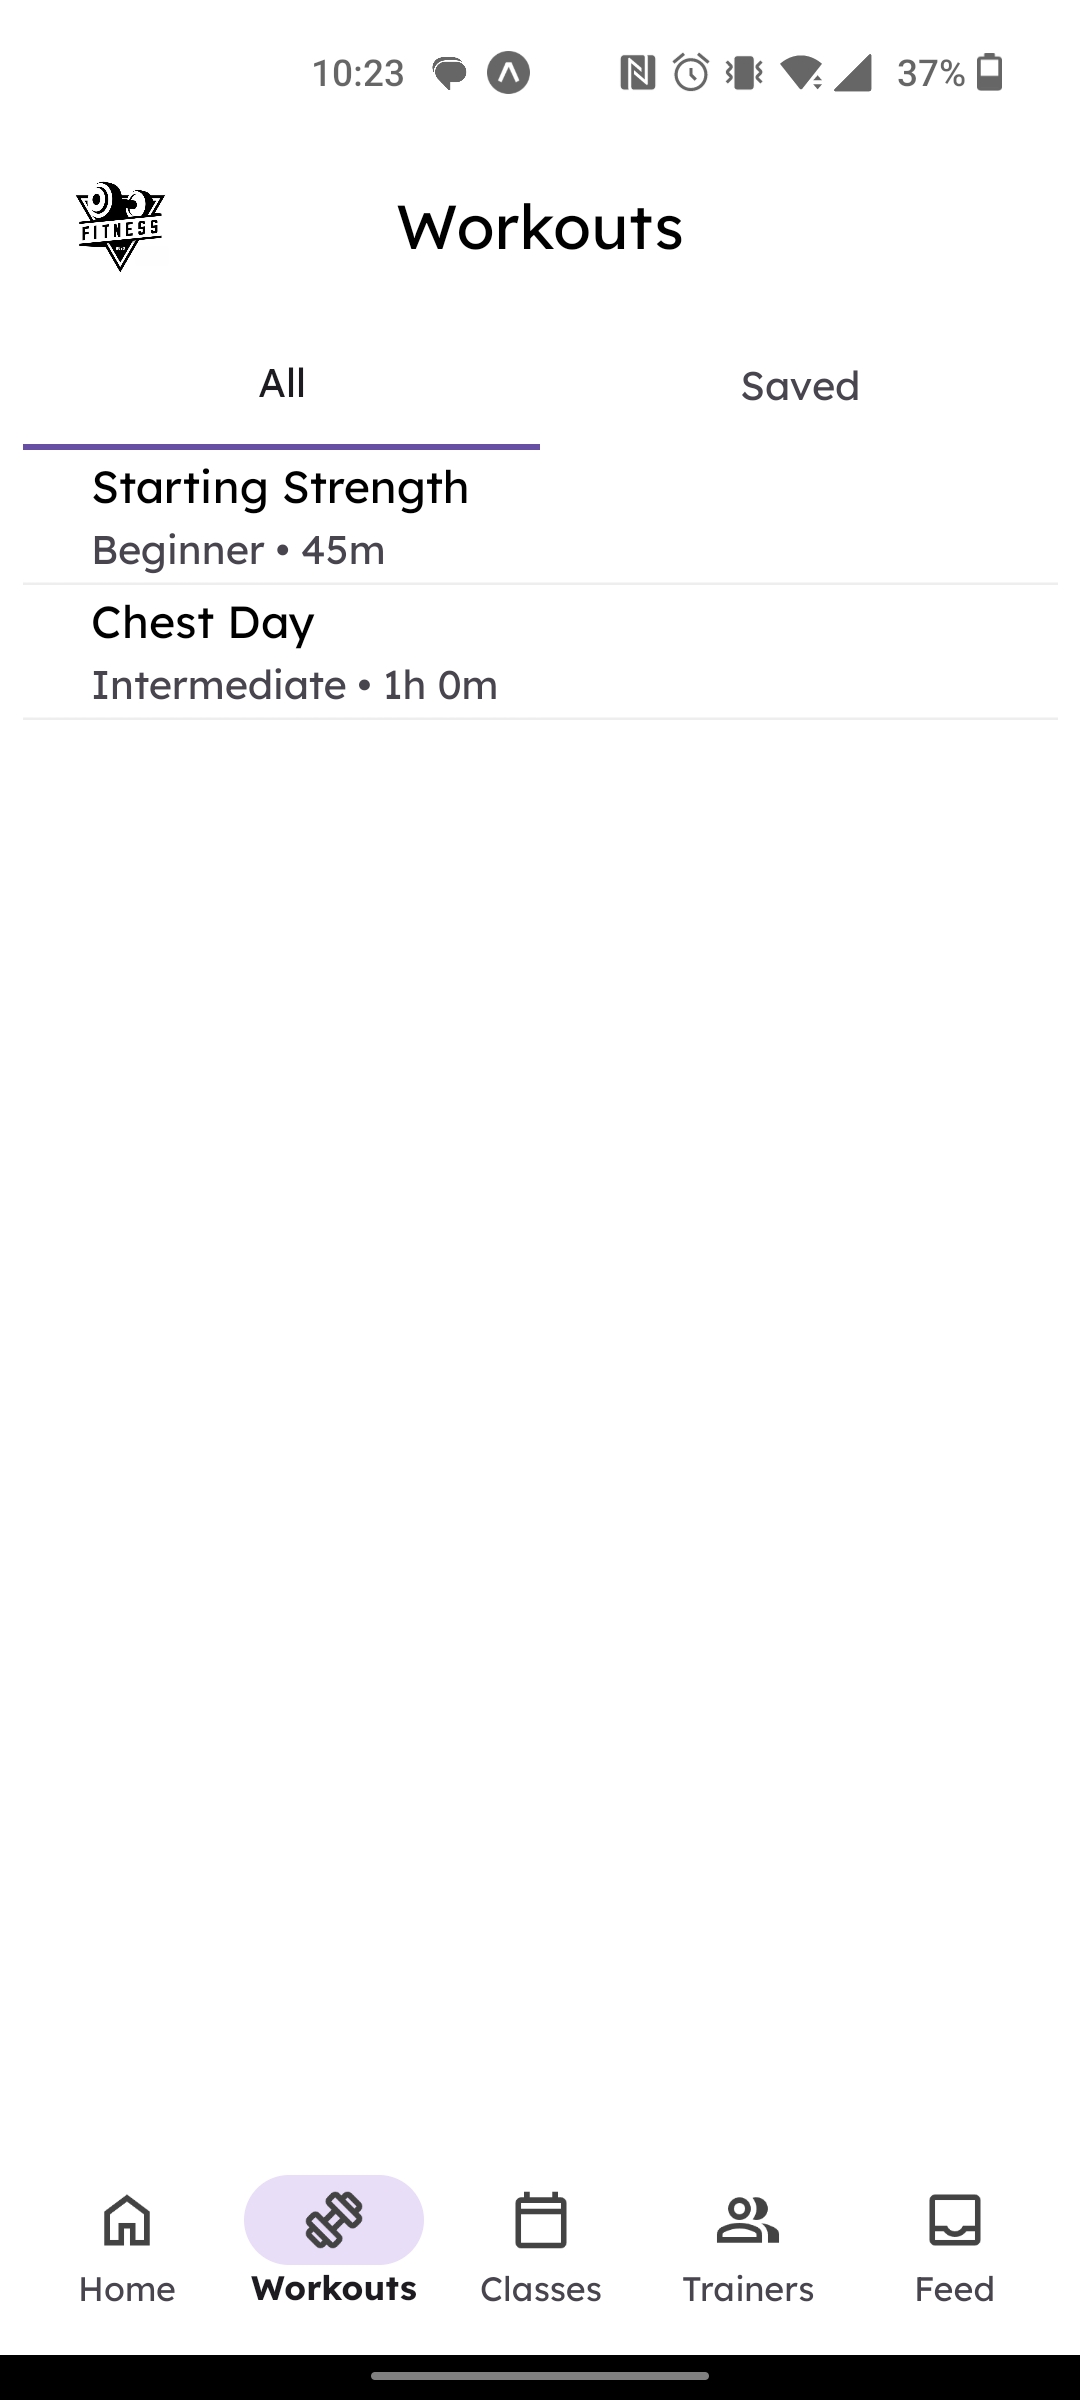 10:23
37%
FITNESS
Workouts
All
Saved
Starting Strength
Beginner • 45m
Chest Day
Intermediate • 1h 0m
Home
Workouts
Classes
Trainers
Feed